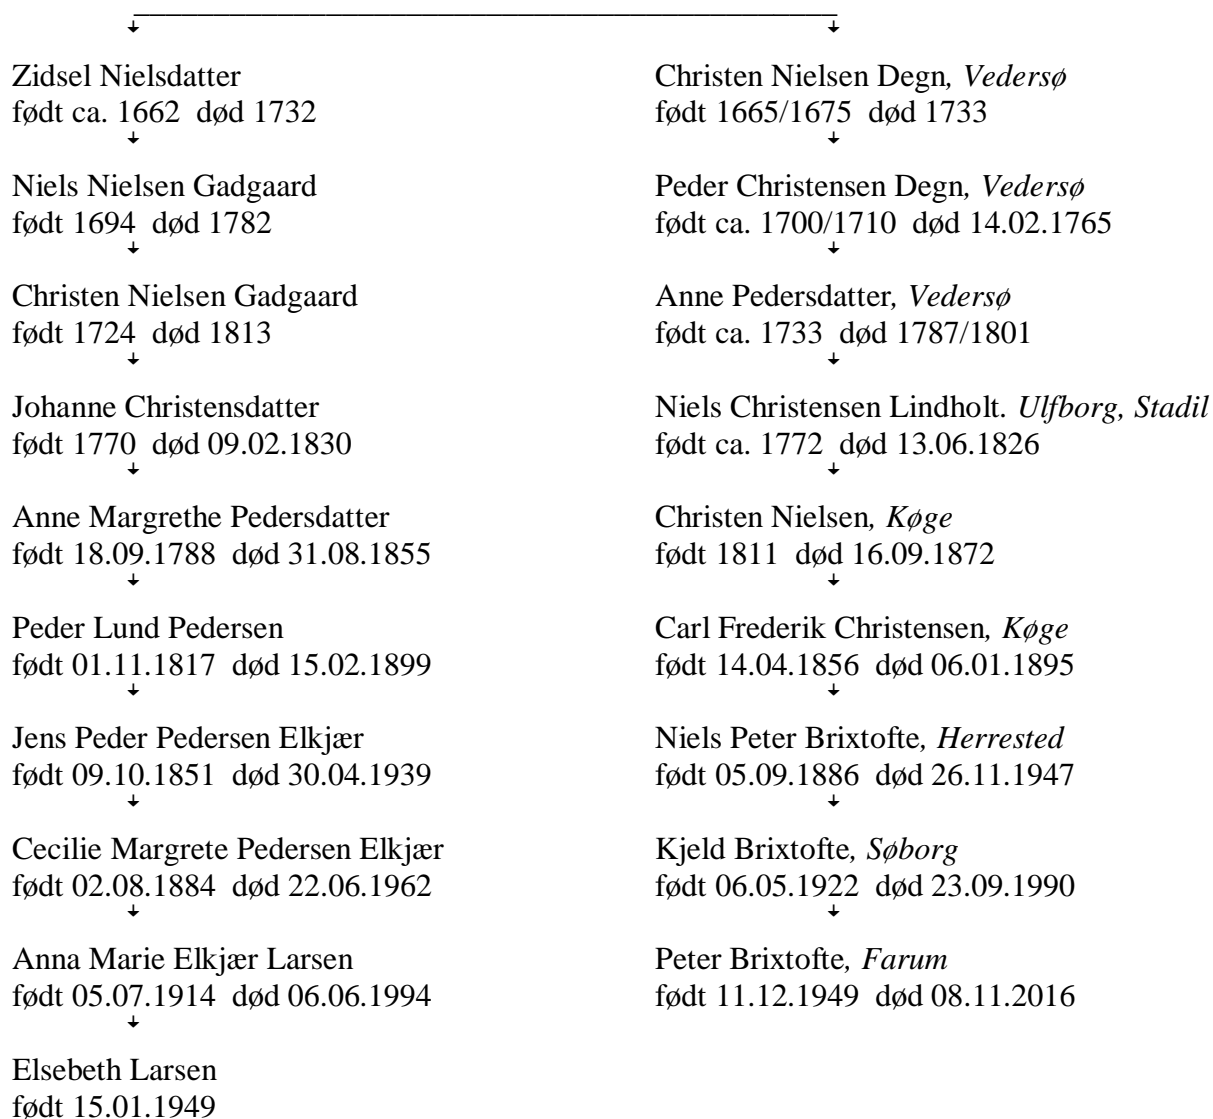 Zidsel Nielsdatter
født ca. 1662 død 1732
Niels Nielsen Gadgaard
født 1694 død 1782
Christen Nielsen Gadgaard
født 1724 død 1813
Johanne Christensdatter
født 1770 død 09.02.1830
Anne Margrethe Pedersdatter
født 18.09.1788 død 31.08.1855
Peder Lund Pedersen
født 01.11.1817 død 15.02.1899
Jens Peder Pedersen Elkjær
født 09.10.1851 død 30.04.1939
Cecilie Margrete Pedersen Elkjær
født 02.08.1884 død 22.06.1962
Anna Marie Elkjær Larsen
født 05.07.1914 død 06.06.1994
Elsebeth Larsen
født 15.01.1949
Christen Nielsen Degn, Vedersø
født 1665/1675 død 1733
Peder Christensen Degn, Vedersø
født ca. 1700/1710 død 14.02.1765
Anne Pedersdatter, Vedersø
født ca. 1733 død 1787/1801
Niels Christensen Lindholt. Ulfborg, Stadil
født ca. 1772 død 13.06.1826
Christen Nielsen, Køge
født 1811 død 16.09.1872
Carl Frederik Christensen, Køge
født 14.04.1856 død 06.01.1895
Niels Peter Brixtofte, Herrested
født 05.09.1886 død 26.11.1947
Kjeld Brixtofte, Søborg
født 06.05.1922 død 23.09.1990
Peter Brixtofte, Farum
født 11.12.1949 død 08.11.2016